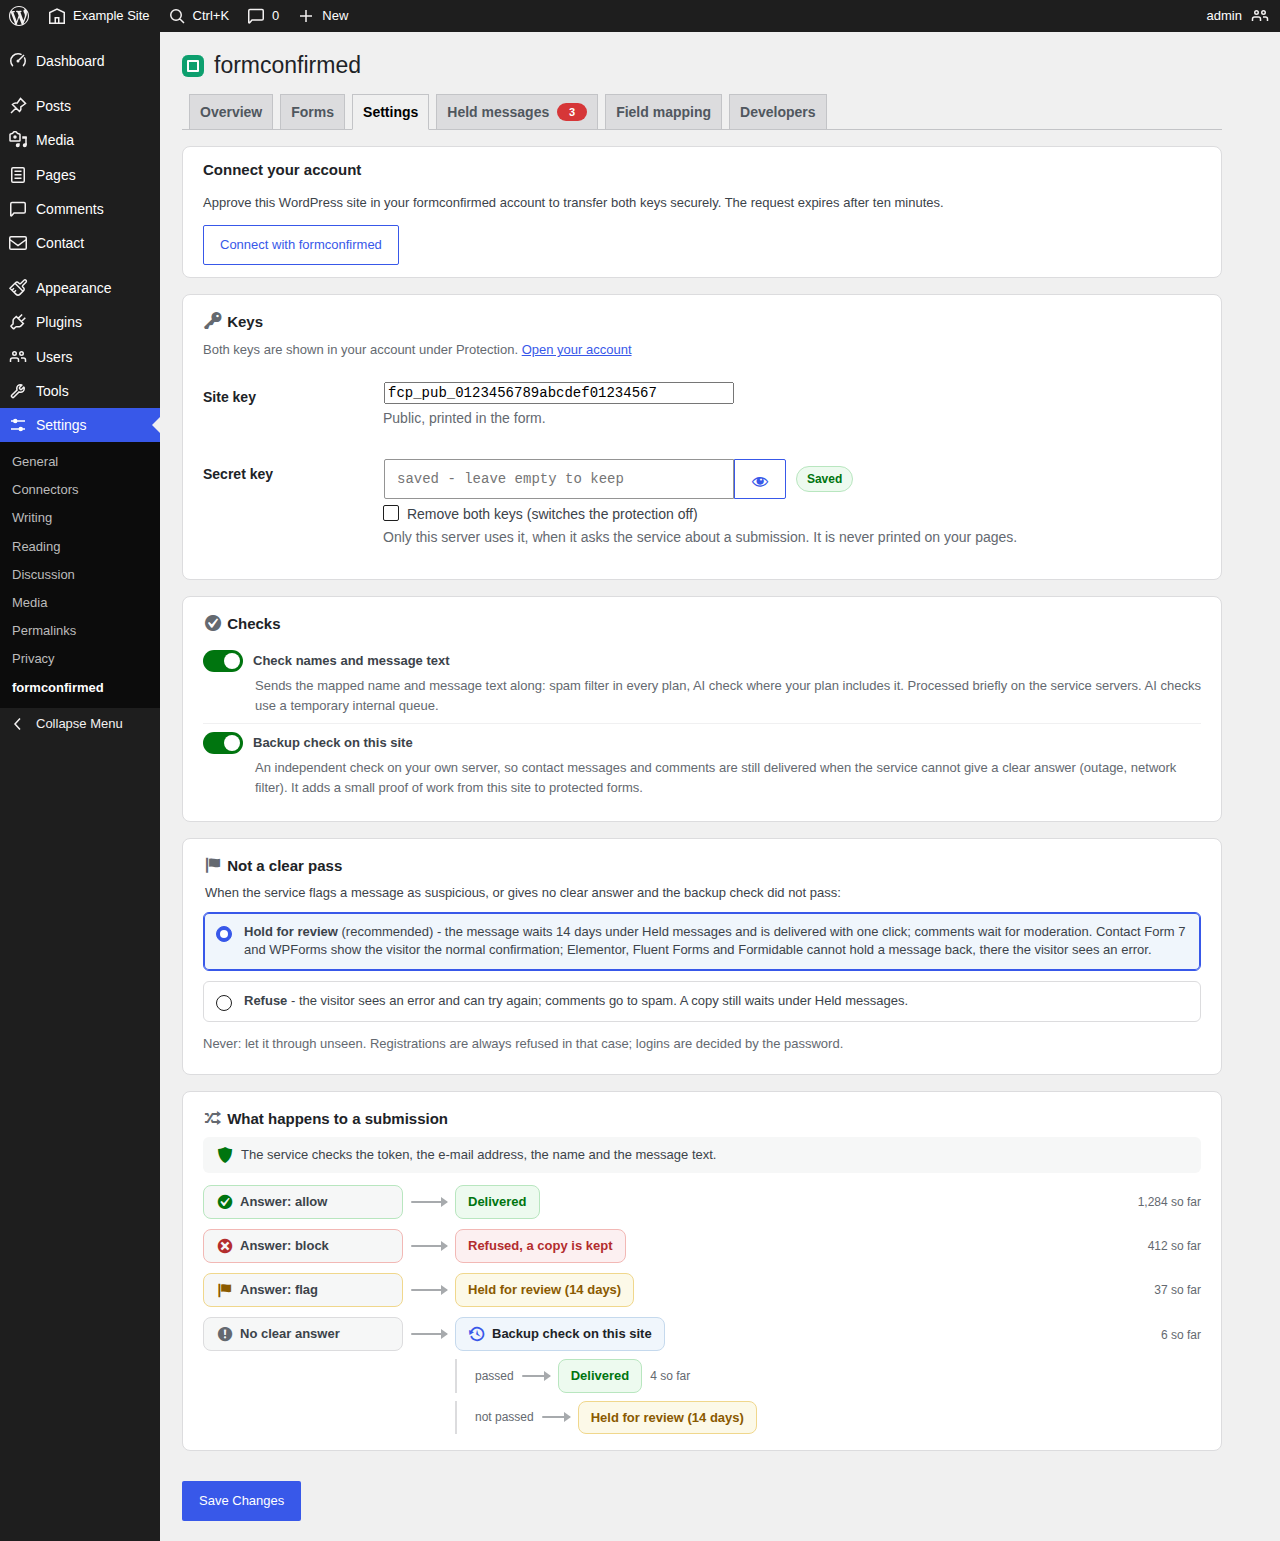 Example Site
Ctrl+K
0
New
admin
Dashboard
Posts
Media
Pages
Comments
Contact
Appearance
Plugins
Users
Tools
Settings
General
Connectors
Writing
Reading
Discussion
Media
Permalinks
Privacy
formconfirmed
Collapse Menu
formconfirmed
Overview
Forms
Settings
Held messages 3
Field mapping
Developers
Connect your account
Approve this WordPress site in your formconfirmed account to transfer both keys securely. The request expires after ten minutes.
Connect with formconfirmed
Keys
Both keys are shown in your account under Protection. Open your account
Site key
fcp_pub_0123456789abcdef01234567
Public, printed in the form.
Secret key
saved - leave empty to keep
Saved
Remove both keys (switches the protection off)
Only this server uses it, when it asks the service about a submission. It is never printed on your pages.
Checks
Check names and message text
Sends the mapped name and message text along: spam filter in every plan, AI check where your plan includes it. Processed briefly on the service servers. AI checks
use a temporary internal queue.
Backup check on this site
An independent check on your own server, so contact messages and comments are still delivered when the service cannot give a clear answer (outage, network
filter). It adds a small proof of work from this site to protected forms.
Not a clear pass
When the service flags a message as suspicious, or gives no clear answer and the backup check did not pass:
Hold for review (recommended) - the message waits 14 days under Held messages and is delivered with one click; comments wait for moderation. Contact Form 7
and WPForms show the visitor the normal confirmation; Elementor, Fluent Forms and Formidable cannot hold a message back, there the visitor sees an error.
Refuse - the visitor sees an error and can try again; comments go to spam. A copy still waits under Held messages.
Never: let it through unseen. Registrations are always refused in that case; logins are decided by the password.
What happens to a submission
The service checks the token, the e-mail address, the name and the message text.
Answer: allow
Delivered
1,284 so far
Answer: block
Refused, a copy is kept
412 so far
Answer: flag
Held for review (14 days)
37 so far
No clear answer
Backup check on this site
6 so far
passed
Delivered
4 so far
not passed
Held for review (14 days)
Save Changes